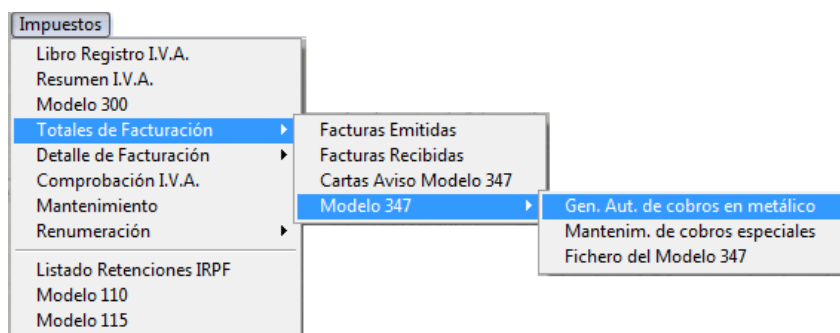 Impuestos
Libro Registro I.V.A.
Resumen I.V.A.
Modelo 300
Totales de Facturación
Detalle de Facturación
Comprobación I.V.A.
Mantenimiento
Renumeración
Listado Retenciones IRPF
Modelo 110
Modelo 115
Facturas Emitidas
Facturas Recibidas
Cartas Aviso Modelo 347
Modelo 347
Gen. Aut. de cobros en metálico
Mantenim. de cobros especiales
Fichero del Modelo 347